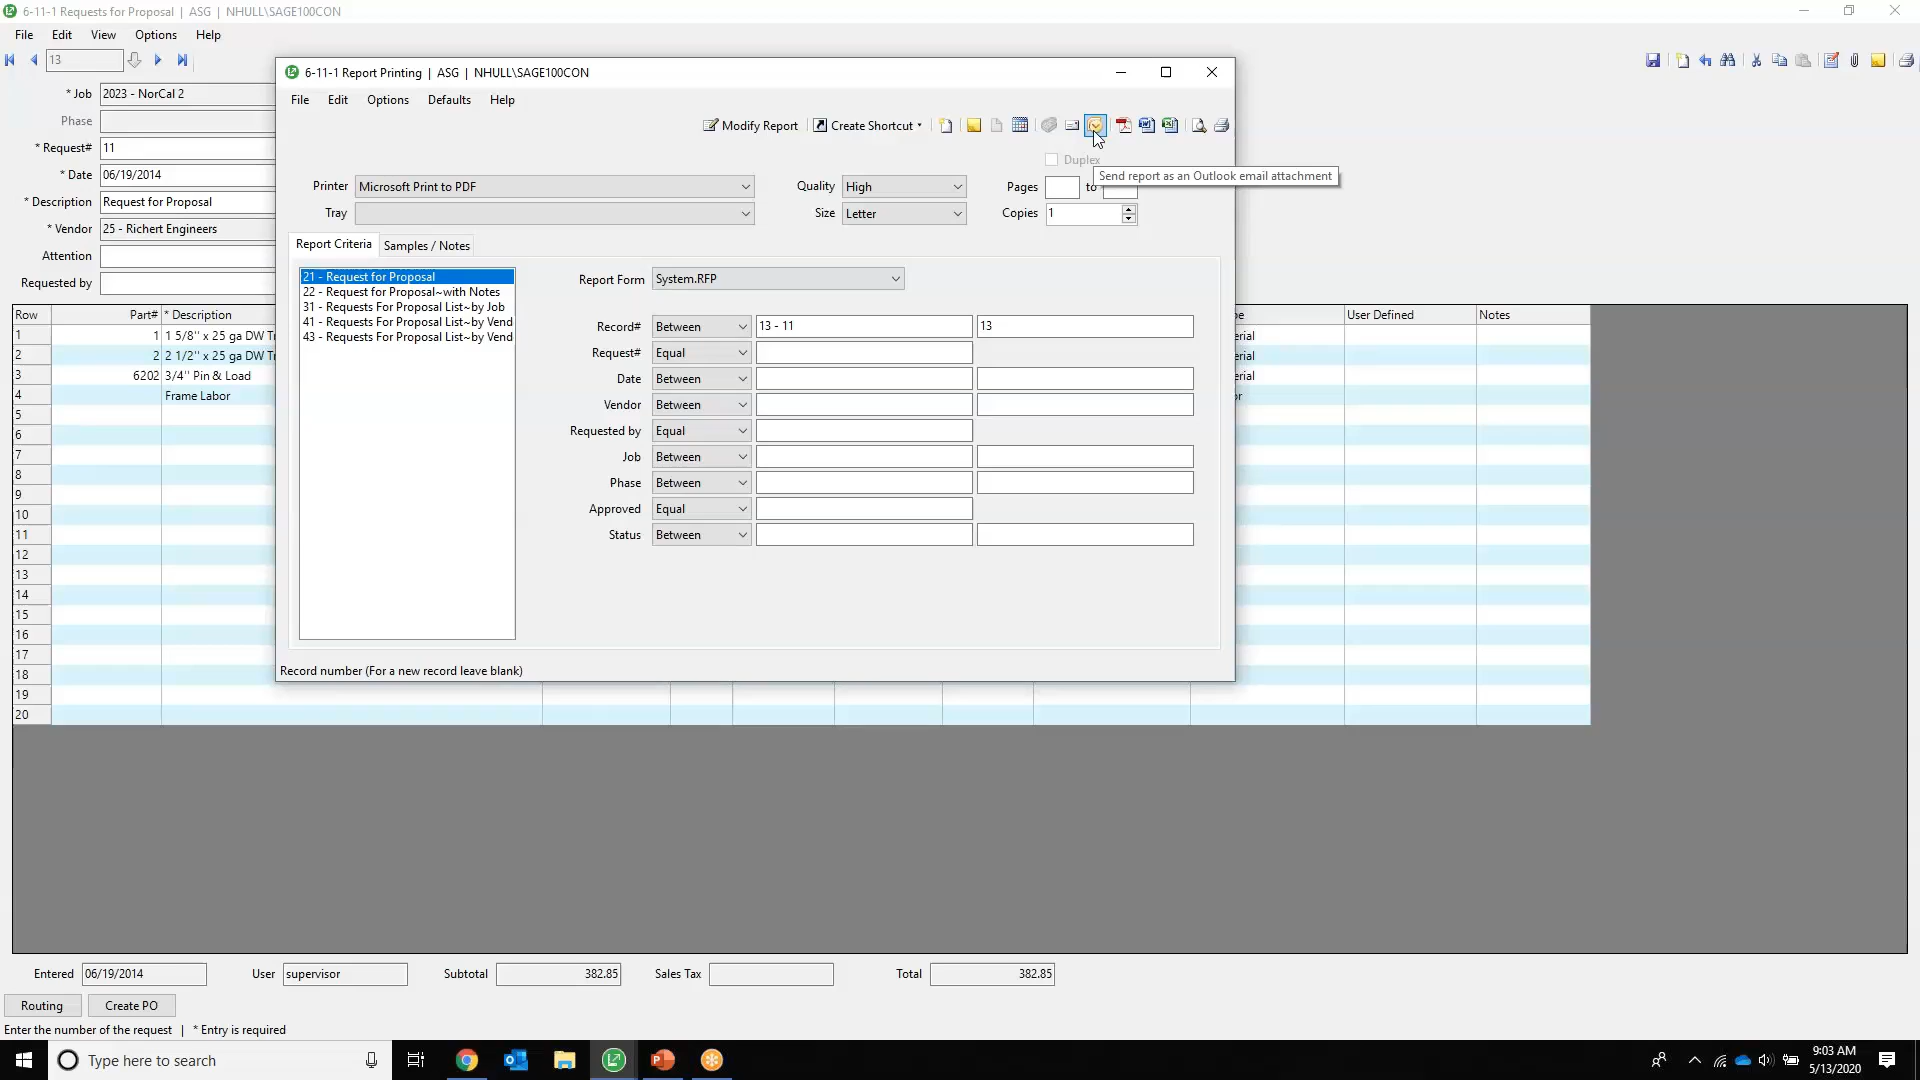 6-11-1 Requests for Proposal | ASG | NHULL\SAGE100CON
File Edit View Options Help
13
* Job 2023 - NorCal 2
Phase
* Request# 11
* Date 06/19/2014
* Description Request for Proposal
* Vendor 25 - Richert Engineers
Attention
Requested by
6-11-1 Report Printing | ASG | NHULL\SAGE100CON
File Edit Options Defaults Help
Modify Report Create Shortcut
Duplex
Send report as an Outlook email attachment
Printer Microsoft Print to PDF Quality High Pages to
Tray Size Letter Copies 1
Report Criteria Samples / Notes
21 - Request for Proposal
22 - Request for Proposal~with Notes
31 - Requests For Proposal List~by Job
41 - Requests For Proposal List~by Vend
43 - Requests For Proposal List~by Vend
Report Form System.RFP
Record# Between 13 - 11 13
Request# Equal
Date Between
Vendor Between
Requested by Equal
Job Between
Phase Between
Approved Equal
Status Between
Record number (For a new record leave blank)
Row Part# * Description User Defined Notes
1 1 1 5/8" x 25 ga DW Tr erial
2 2 2 1/2" x 25 ga DW Tr erial
3 6202 3/4" Pin & Load erial
4 Frame Labor or
5
6
7
8
9
10
11
12
13
14
15
16
17
18
19
20
Entered 06/19/2014 User supervisor Subtotal 382.85 Sales Tax Total 382.85
Routing Create PO
Enter the number of the request | * Entry is required
Type here to search
9:03 AM
5/13/2020